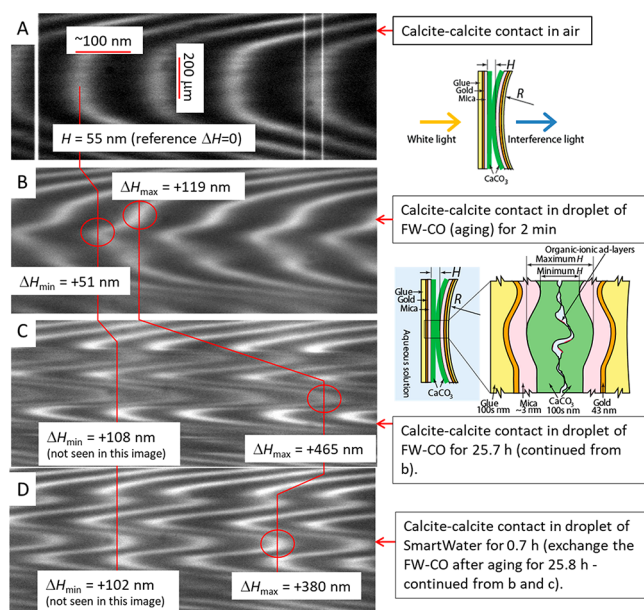 A
~100 nm
200 µm
H = 55 nm (reference ΔH=0)
Calcite-calcite contact in air
H
Glue
Gold
Mica
R
White light
Interference light
CaCO3
B
ΔHmax = +119 nm
ΔHmin = +51 nm
Calcite-calcite contact in droplet of
FW-CO (aging) for 2 min
H
Glue
Gold
Mica
R
Aqueous solution
CaCO3
Organic-ionic ad-layers
Maximum H
Minimum H
Glue
100s nm
Mica
~3 mm
CaCO3
100s nm
Gold
43 nm
C
ΔHmin = +108 nm
(not seen in this image)
ΔHmax = +465 nm
Calcite-calcite contact in droplet of
FW-CO for 25.7 h (continued from
b).
D
ΔHmin = +102 nm
(not seen in this image)
ΔHmax = +380 nm
Calcite-calcite contact in droplet of
SmartWater for 0.7 h (exchange the
FW-CO after aging for 25.8 h -
continued from b and c).